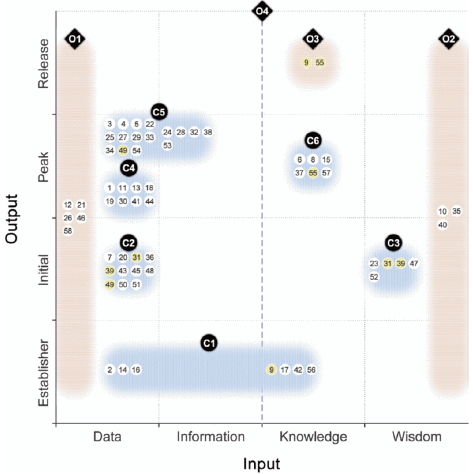 O4
O1
O3
O2
Release
9 55
C5
3 4 5 22
25 27 29 33
34 49 54
24 28 32 38
53
C6
Peak
6 8 15
37 55 57
C4
1 11 13 18
19 30 41 44
12 21
26 46
58
10 35
40
Output
C2
7 20 31 36
39 43 45 48
49 50 51
C3
23 31 39 47
52
Initial
C1
2 14 16
9 17 42 56
Establisher
Data
Information
Knowledge
Wisdom
Input